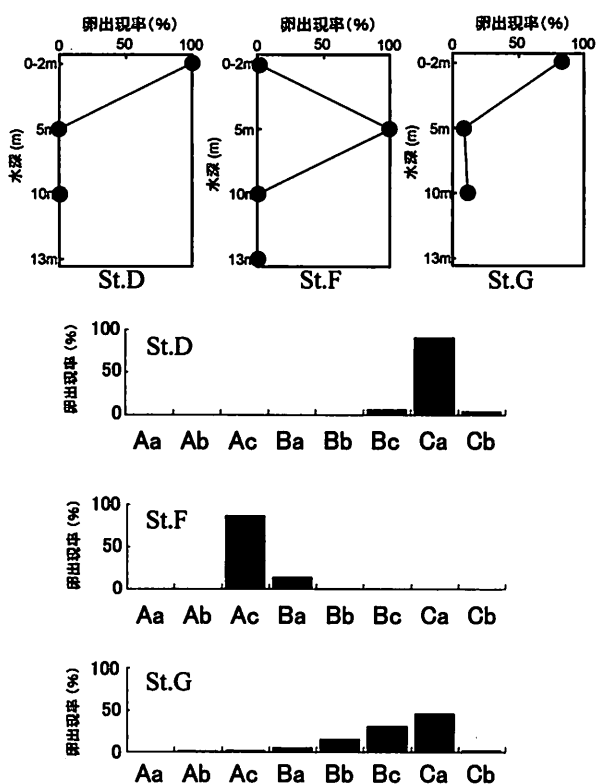 卵出現率(%) 卵出現率(%) 卵出現率(%)
0 50 100 0 50 100 0 50 100
0-2m 0-2m 0-2m
5m 5m 5m
10m 10m 10m
13m 13m 13m
水深(m) 水深(m) 水深(m)
St.D St.F St.G
卵出現率(%)
100
50
0
St.D
Aa Ab Ac Ba Bb Bc Ca Cb
卵出現率(%)
100
50
0
St.F
Aa Ab Ac Ba Bb Bc Ca Cb
卵出現率(%)
100
50
0
St.G
Aa Ab Ac Ba Bb Bc Ca Cb